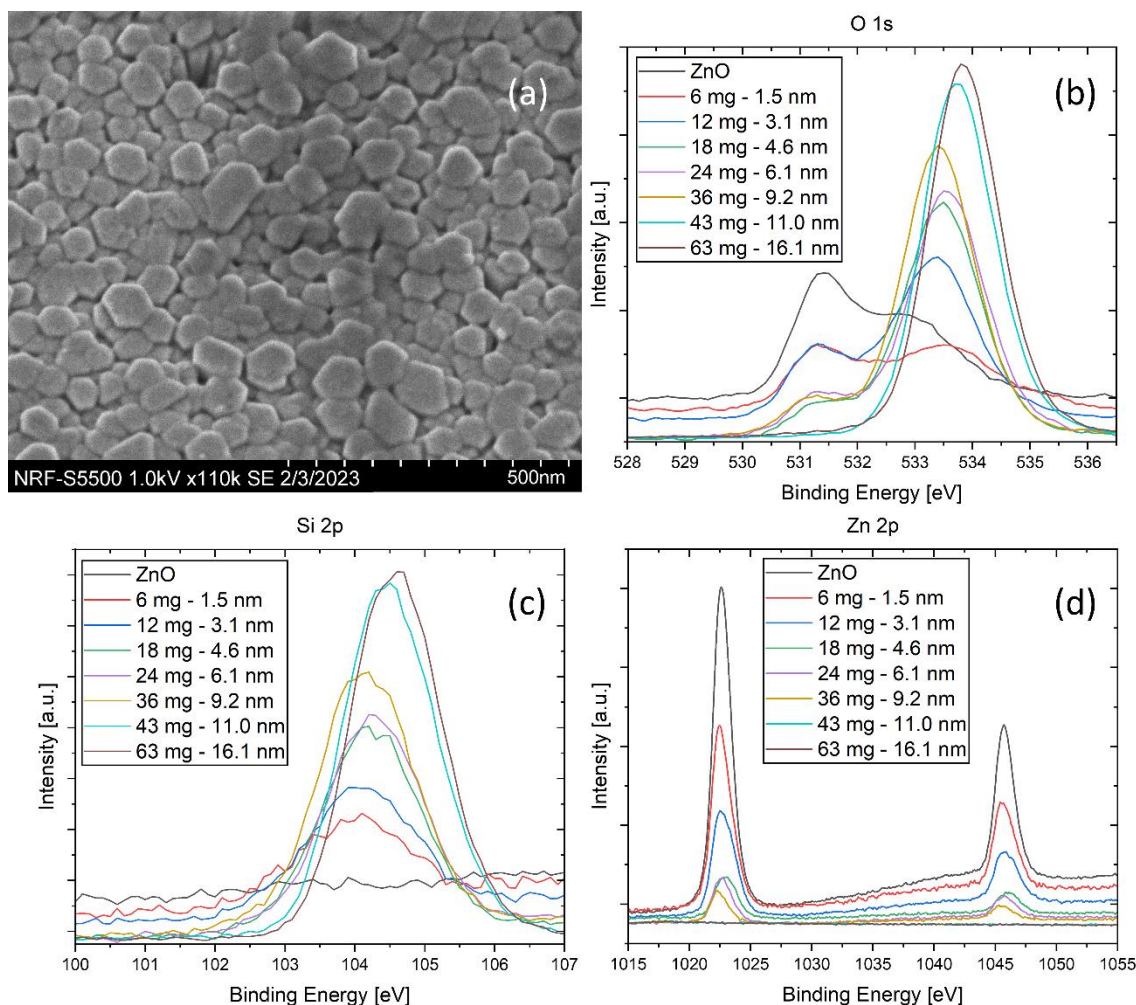 (a)
NRF-S5500 1.0kV x110k SE 2/3/2023
500nm
O 1s
(b)
ZnO
6 mg - 1.5 nm
12 mg - 3.1 nm
18 mg - 4.6 nm
24 mg - 6.1 nm
36 mg - 9.2 nm
43 mg - 11.0 nm
63 mg - 16.1 nm
Intensity [a.u.]
528 529 530 531 532 533 534 535 536
Binding Energy [eV]
Si 2p
(c)
ZnO
6 mg - 1.5 nm
12 mg - 3.1 nm
18 mg - 4.6 nm
24 mg - 6.1 nm
36 mg - 9.2 nm
43 mg - 11.0 nm
63 mg - 16.1 nm
Intensity [a.u.]
100 101 102 103 104 105 106 107
Binding Energy [eV]
Zn 2p
(d)
ZnO
6 mg - 1.5 nm
12 mg - 3.1 nm
18 mg - 4.6 nm
24 mg - 6.1 nm
36 mg - 9.2 nm
43 mg - 11.0 nm
63 mg - 16.1 nm
Intensity [a.u.]
1015 1020 1025 1030 1035 1040 1045 1050 1055
Binding Energy [eV]